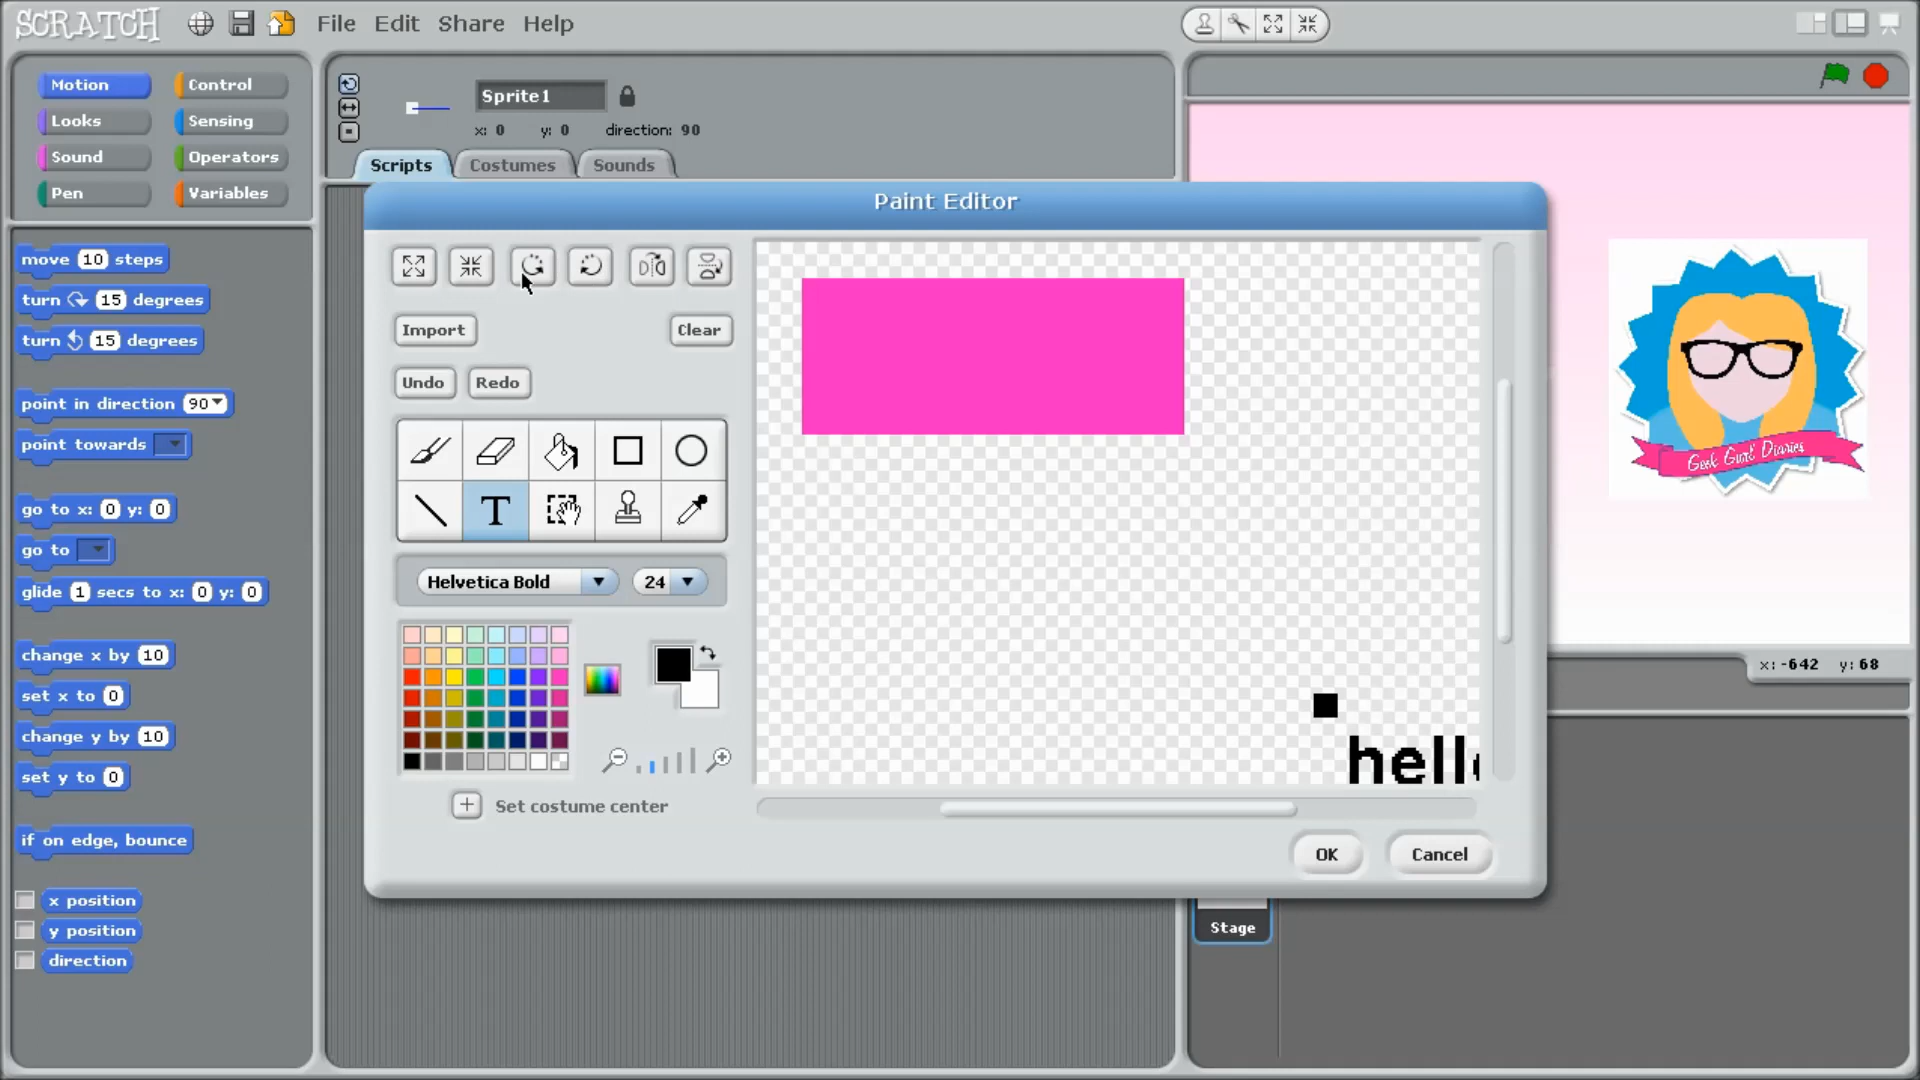 SCRATCH
File Edit Share Help
Motion Control
Looks Sensing
Sound Operators
Pen Variables
Sprite1
x: 0 y: 0 direction: 90
Scripts Costumes Sounds
move 10 steps
turn 15 degrees
turn 15 degrees
point in direction 90
point towards
go to x: 0 y: 0
go to
glide 1 secs to x: 0 y: 0
change x by 10
set x to 0
change y by 10
set y to 0
if on edge, bounce
x position
y position
direction
Paint Editor
Import Clear
Undo Redo
T
Helvetica Bold 24
Set costume center
hello
OK Cancel
Geek Gurl Diaries
x: -642 y: 68
Stage